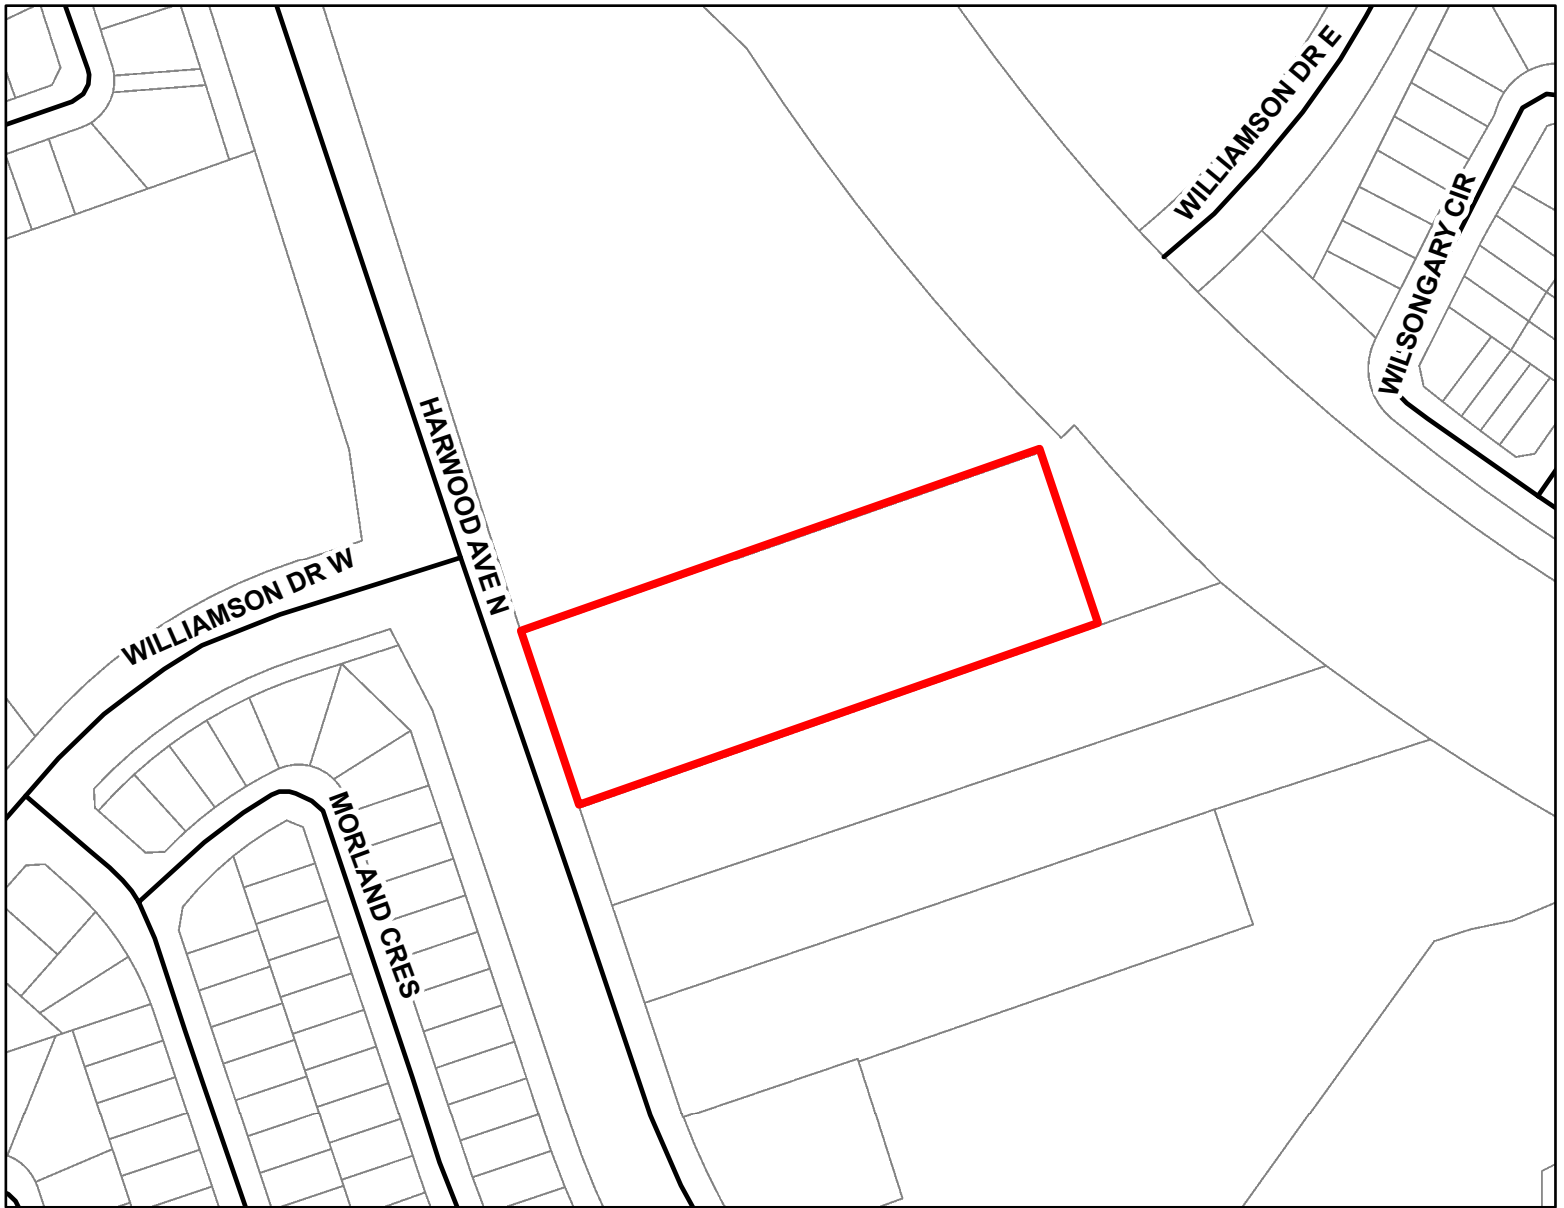 WILLIAMSON DR E
WILSONGARY CIR
HARWOOD AVE N
WILLIAMSON DR W
MORLAND CRES